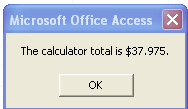 Microsoft Office Access
The calculator total is $37.975.
OK